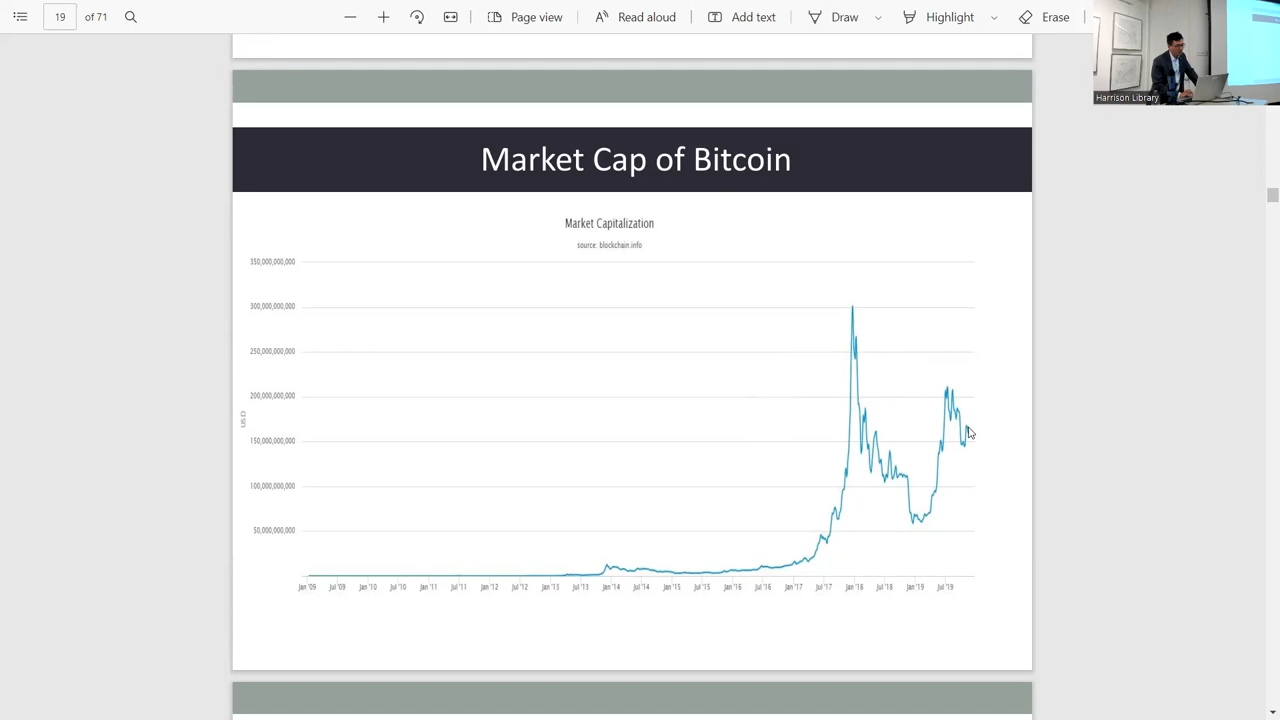 19 of 71 Page view Read aloud Add text Draw Highlight Erase
Harrison Library
Market Cap of Bitcoin
Market Capitalization
source: blockchain.info
350,000,000,000
300,000,000,000
250,000,000,000
200,000,000,000
150,000,000,000
100,000,000,000
50,000,000,000
USD
Jan '09 Jul '09 Jan '10 Jul '10 Jan '11 Jul '11 Jan '12 Jul '12 Jan '13 Jul '13 Jan '14 Jul '14 Jan '15 Jul '15 Jan '16 Jul '16 Jan '17 Jul '17 Jan '18 Jul '18 Jan '19 Jul '19